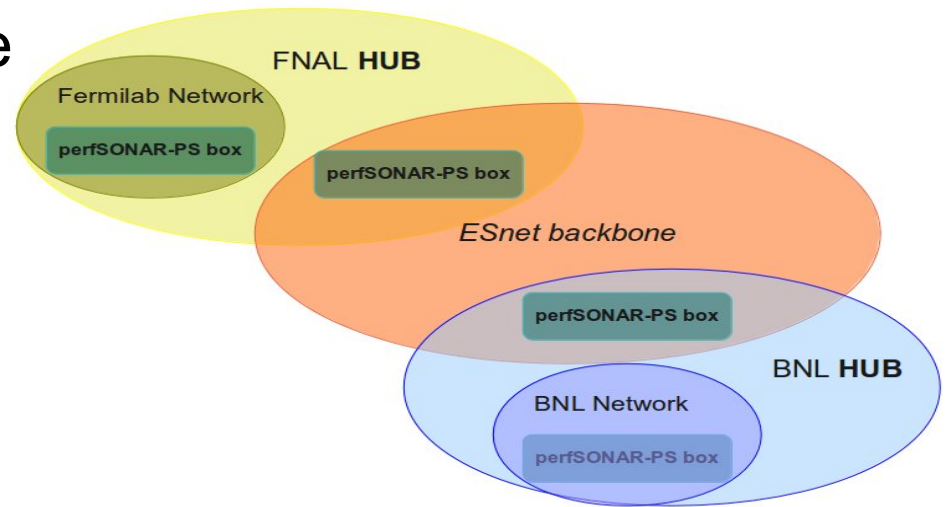 e
FNAL HUB
Fermilab Network
perfSONAR-PS box
perfSONAR-PS box
ESnet backbone
perfSONAR-PS box
BNL HUB
BNL Network
perfSONAR-PS box